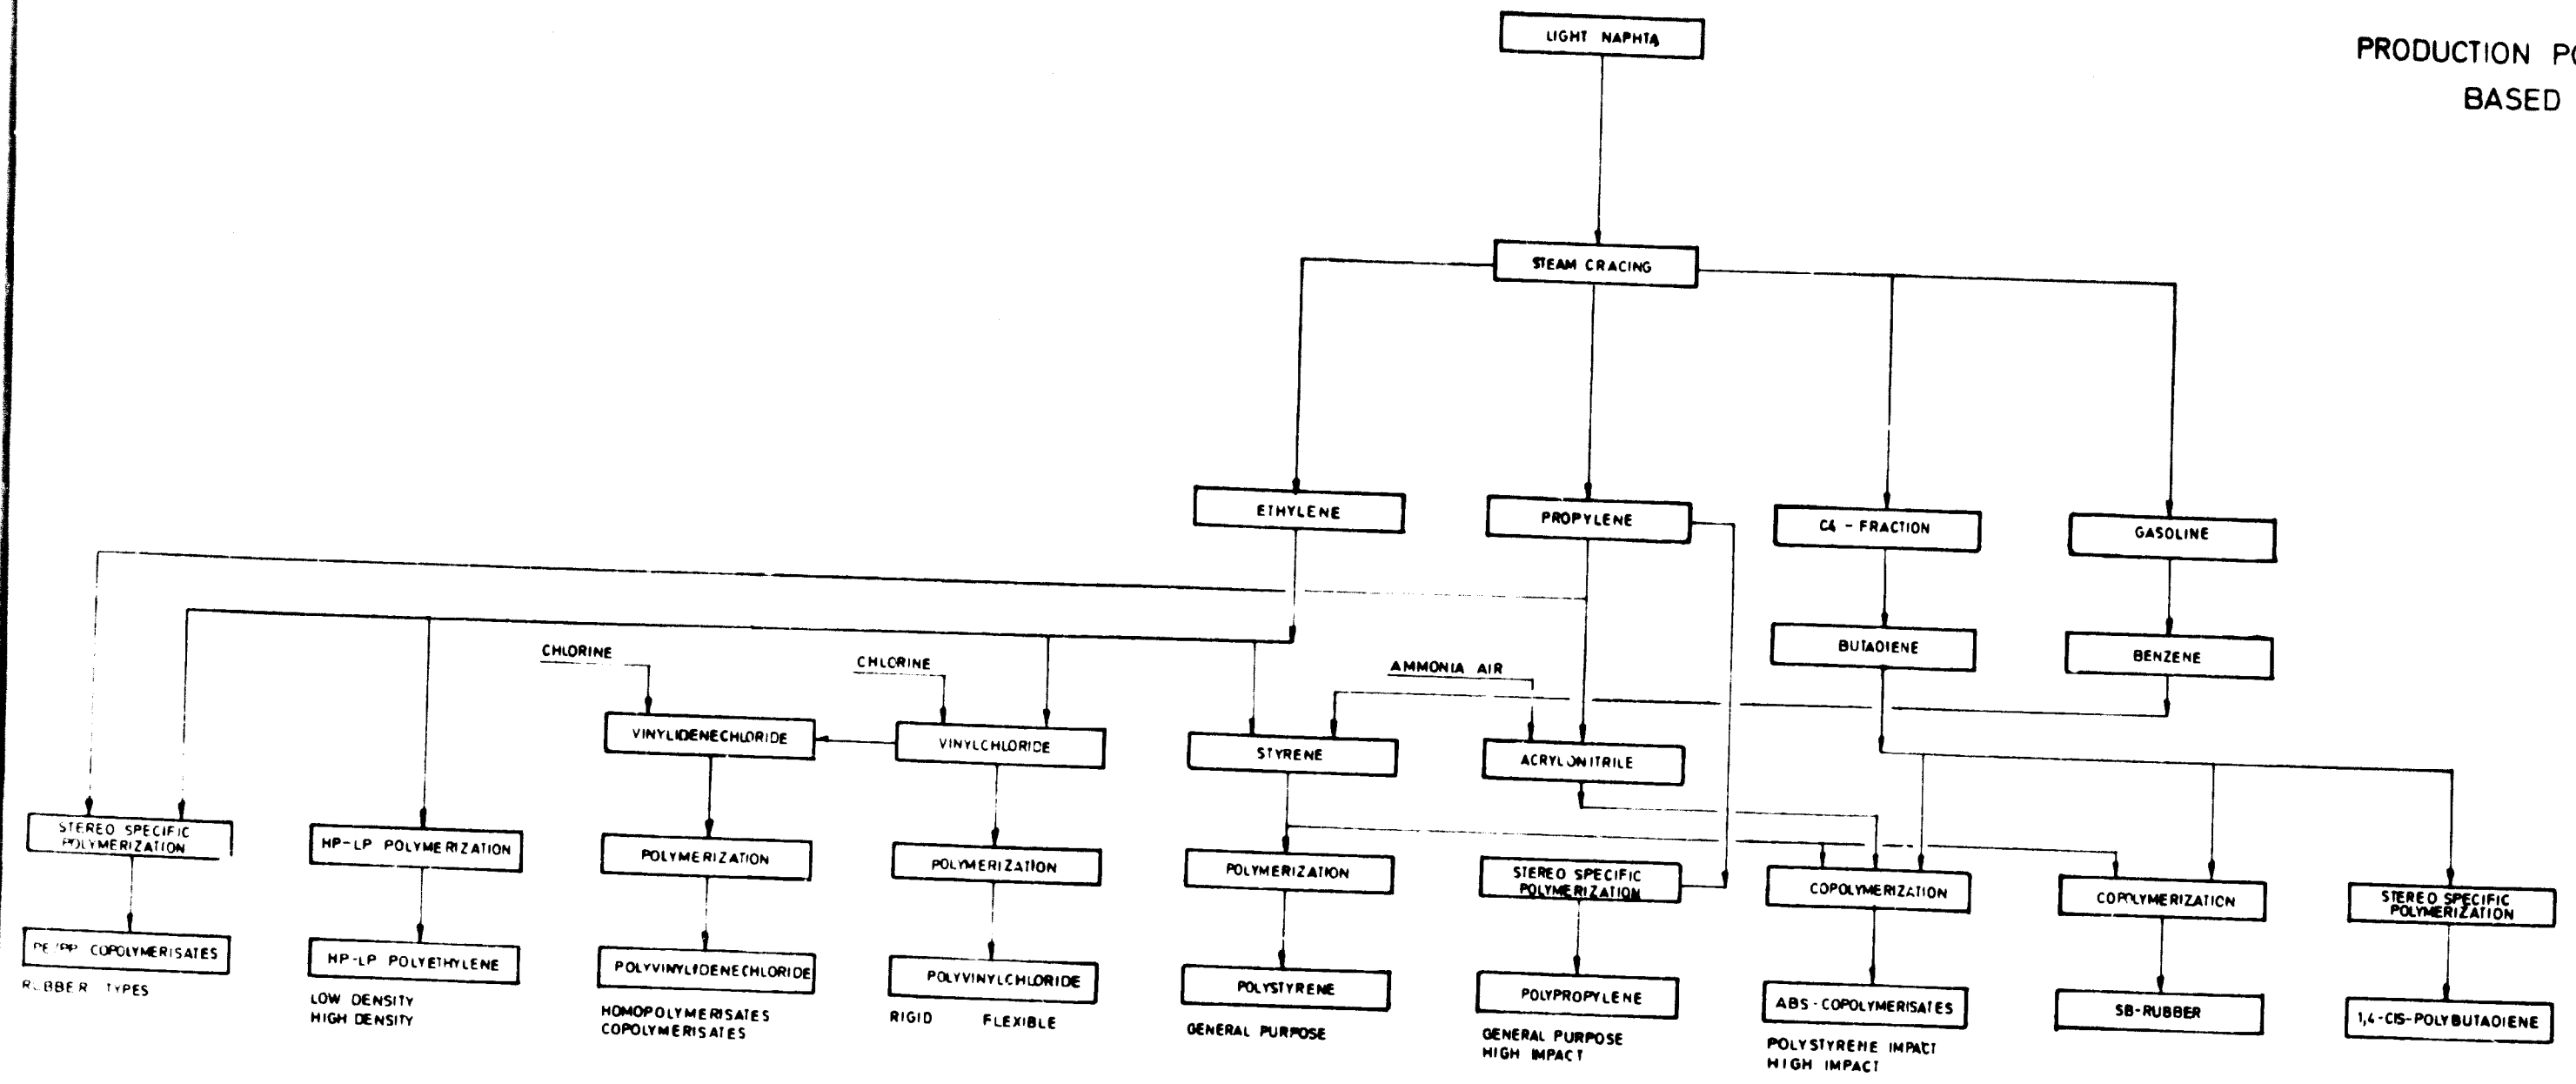 LIGHT NAPHTA
PRODUCTION
BASED
STEAM CRACING
ETHYLENE
PROPYLENE
C4 - FRACTION
GASOLINE
CHLORINE
CHLORINE
AMMONIA AIR
BUTADIENE
BENZENE
VINYLIDENECHLORIDE
VINYLCHLORIDE
STYRENE
ACRYLONITRILE
STEREO SPECIFIC
POLYMERIZATION
HP-LP POLYMERIZATION
POLYMERIZATION
POLYMERIZATION
POLYMERIZATION
STEREO SPECIFIC
POLYMERIZATION
COPOLYMERIZATION
COPOLYMERIZATION
STEREO SPECIFIC
POLYMERIZATION
PE/PP COPOLYMERISATES
RUBBER TYPES
HP-LP POLYETHYLENE
LOW DENSITY
HIGH DENSITY
POLYVINYLIDENECHLORIDE
HOMOPOLYMERISATES
COPOLYMERISATES
POLYVINYLCHLORIDE
RIGID FLEXIBLE
POLYSTYRENE
GENERAL PURPOSE
POLYPROPYLENE
GENERAL PURPOSE
HIGH IMPACT
ABS-COPOLYMERISATES
POLYSTYRENE IMPACT
HIGH IMPACT
SB-RUBBER
1,4-CIS-POLYBUTADIENE